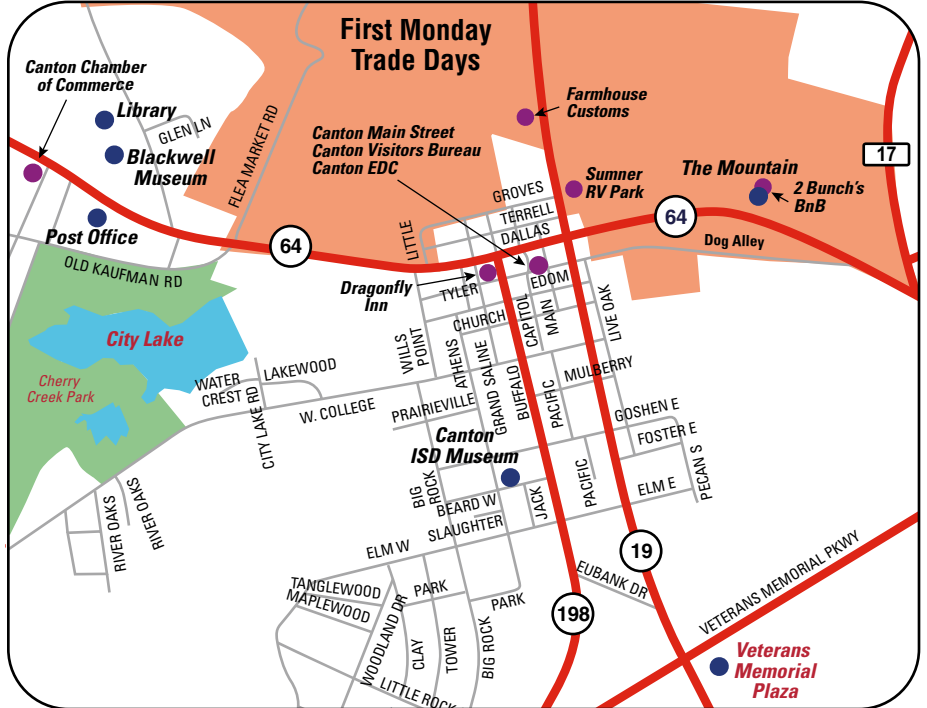 First Monday
Trade Days
Canton Chamber
of Commerce
Library
GLEN LN
Blackwell
Museum
FLEA MARKET RD
Farmhouse
Customs
Canton Main Street
Canton Visitors Bureau
Canton EDC
17
The Mountain
2 Bunch's
BnB
Sumner
RV Park
GROVES
TERRELL
DALLAS
LITTLE
64
64
Dog Alley
Post Office
OLD KAUFMAN RD
Dragonfly
Inn
TYLER
EDOM
CHURCH
CAPITOL
MAIN
LIVE OAK
WILLS
POINT
ATHENS
GRAND SALINE
BUFFALO
PACIFIC
MULBERRY
City Lake
Cherry
Creek Park
WATER
CREST
LAKEWOOD
CITY LAKE RD
W. COLLEGE
PRAIRIEVILLE
GOSHEN E
FOSTER E
PECAN S
Canton
ISD Museum
BIG
ROCK
BEARD W
JACK
PACIFIC
ELM E
SLAUGHTER
ELM W
RIVER OAKS
RIVER OAKS
19
EUBANK DR
VETERANS MEMORIAL PKWY
TANGLEWOOD
MAPLEWOOD
WOODLAND DR
PARK
PARK
CLAY
TOWER
BIG ROCK
LITTLE ROCK
198
Veterans
Memorial
Plaza